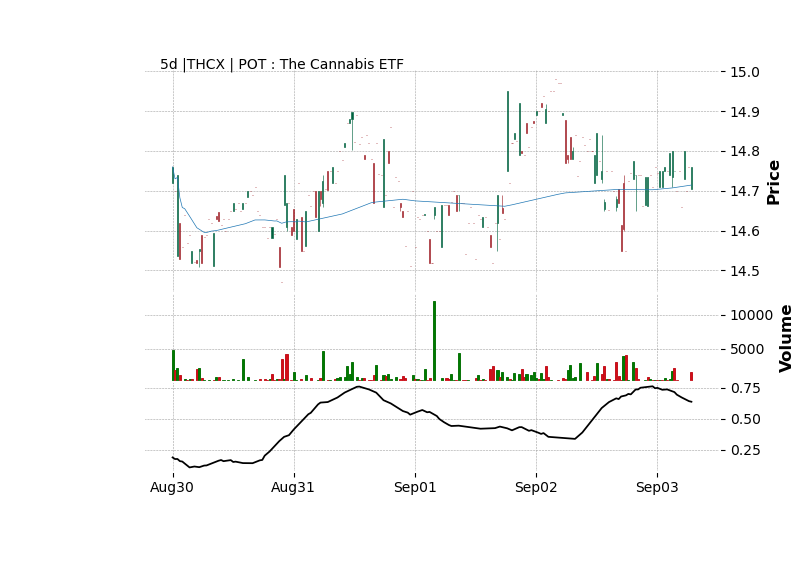 5d |THCX | POT : The Cannabis ETF
15.0
14.9
14.8
14.7
14.6
14.5
Price
10000
5000
Volume
0.75
0.50
0.25
Aug30 Aug31 Sep01 Sep02 Sep03